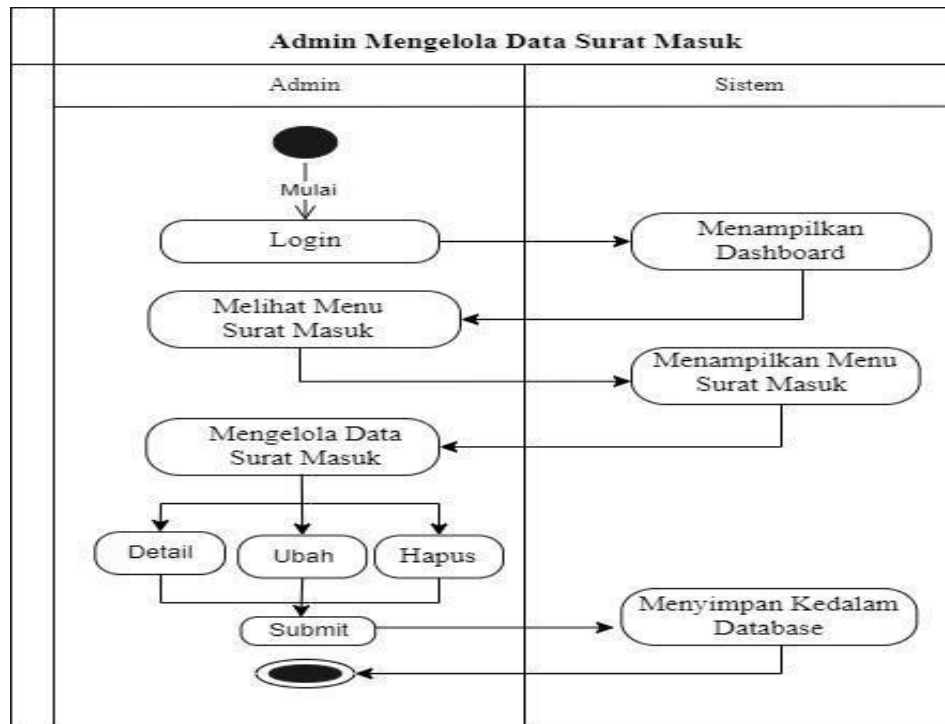 Admin Mengelola Data Surat Masuk
Admin
Sistem
Mulai
Login
Menampilkan
Dashboard
Melihat Menu
Surat Masuk
Menampilkan Menu
Surat Masuk
Mengelola Data
Surat Masuk
Detail
Ubah
Hapus
Submit
Menyimpan Kedalam
Database